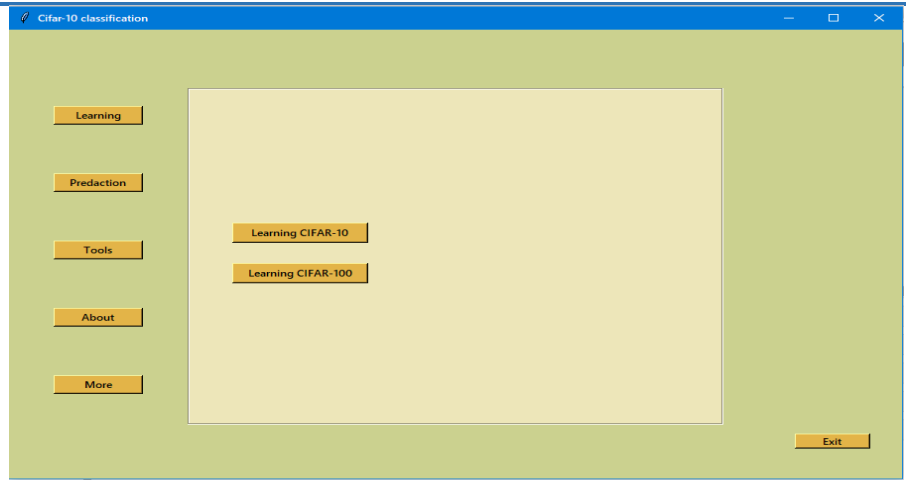 Cifar-10 classification
Learning
Predaction
Tools
About
More
Learning CIFAR-10
Learning CIFAR-100
Exit